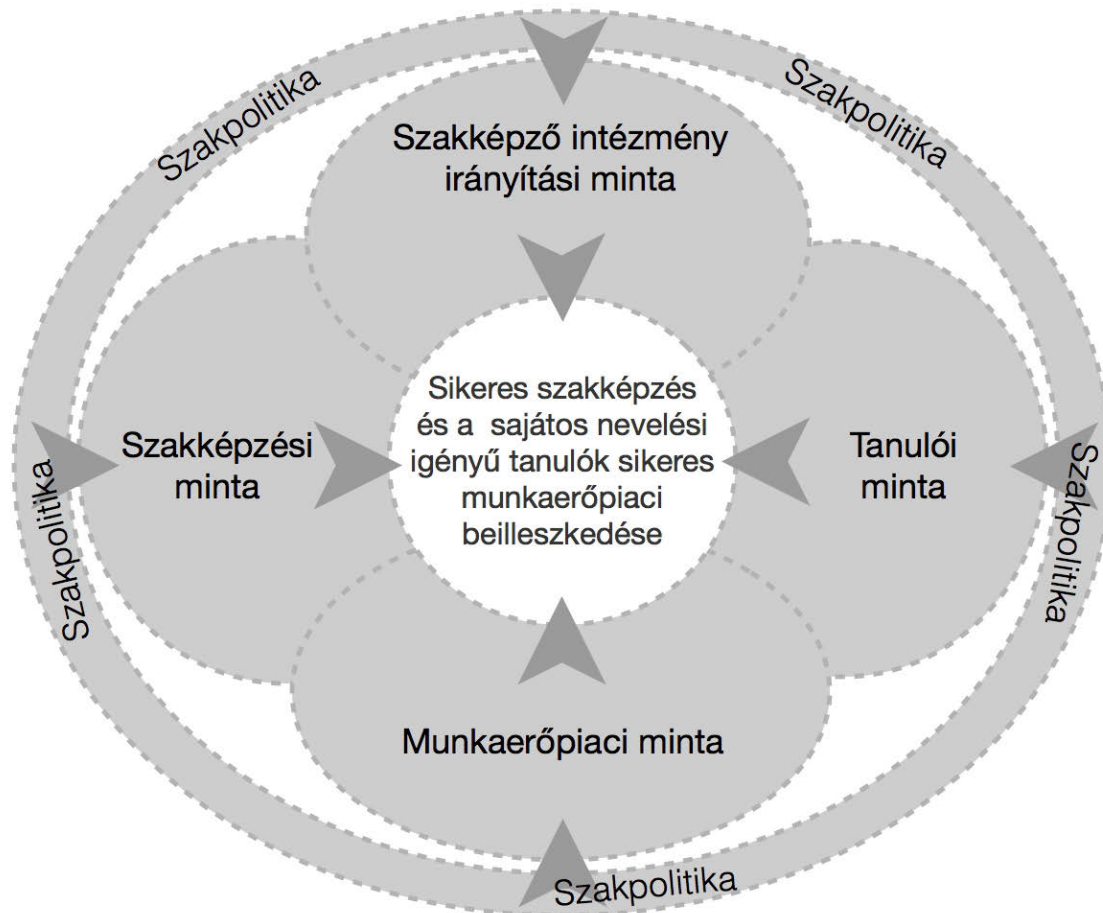 Szakpolitika
Szakpolitika
Szakképző intézmény
irányítási minta
Sikeres szakképzés
és a sajátos nevelési
igényű tanulók sikeres
munkaerőpiaci
beilleszkedése
Szakképzési
minta
Tanulói
minta
Szakpolitika
Szakpolitika
Munkaerőpiaci minta
Szakpolitika